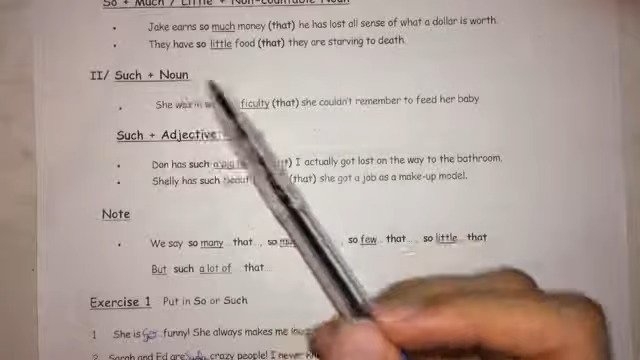 So + Much / Little + Non-countable Noun
Jake earns so much money (that) he has lost all sense of what a dollar is worth.
They have so little food (that) they are starving to death.
II/ Such + Noun
She was in ficulty (that) she couldn't remember to feed her baby
Such + Adjective
Don has such a big I actually got lost on the way to the bathroom.
Shelly has such (that) she got a job as a make-up model.
Note
We say so many...that..., so , so few...that..., so little...that
But such a lot of...that...
Exercise 1 Put in So or Such
1 She is so funny! She always makes me
2 Sarah and Ed are crazy people! I never